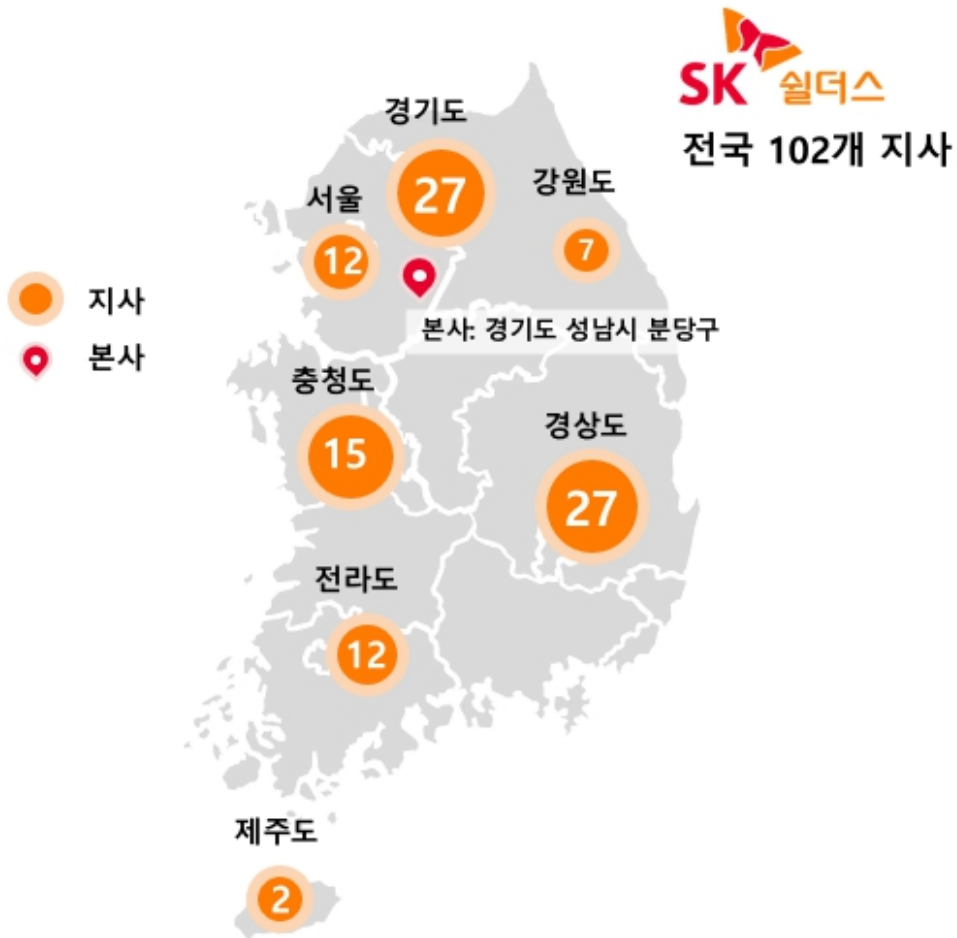 SK 쉴더스
전국 102개 지사
경기도
27
강원도
7
서울
12
지사
본사: 경기도 성남시 분당구
본사
충청도
15
경상도
27
전라도
12
제주도
2